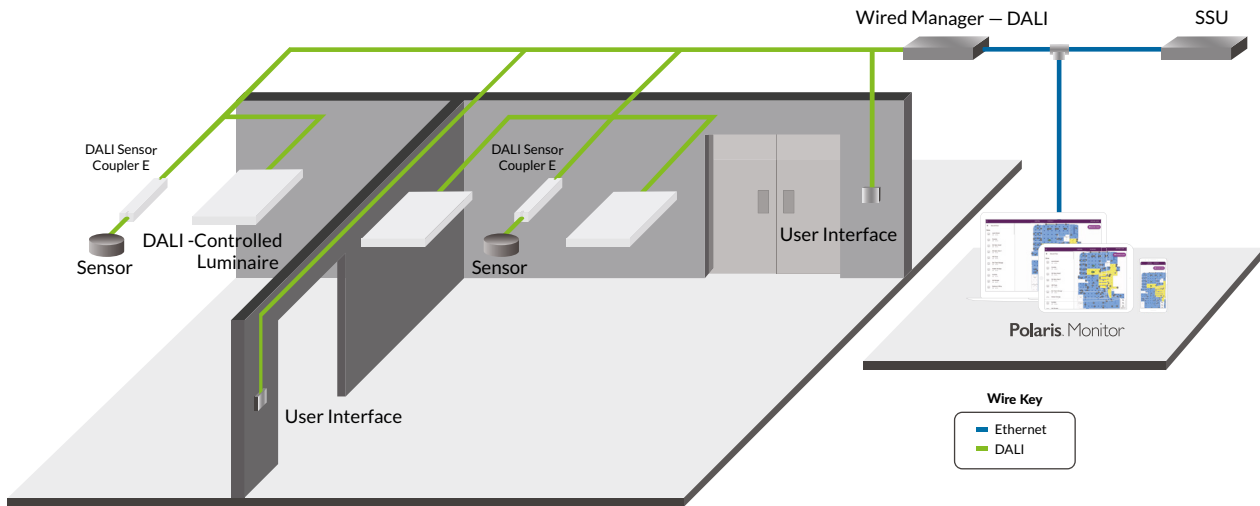 Wired Manager — DALI
SSU
DALI Sensor
Coupler E
DALI Sensor
Coupler E
Sensor
DALI -Controlled
Luminaire
Sensor
User Interface
Polaris. Monitor
User Interface
Wire Key
Ethernet
DALI